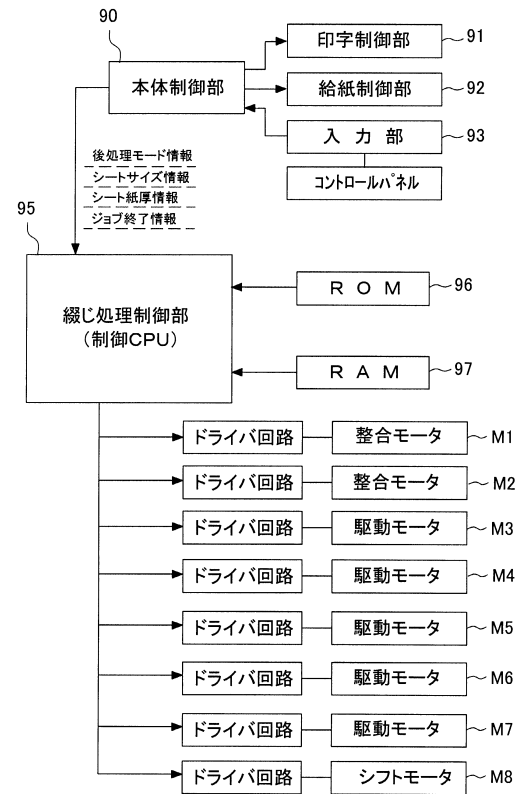 90
本体制御部
印字制御部
91
給紙制御部
92
入力部
93
コントロールパネル
後処理モード情報
シートサイズ情報
シート紙厚情報
ジョブ終了情報
95
綴じ処理制御部
(制御CPU)
ROM
96
RAM
97
ドライバ回路 整合モータ M1
ドライバ回路 整合モータ M2
ドライバ回路 駆動モータ M3
ドライバ回路 駆動モータ M4
ドライバ回路 駆動モータ M5
ドライバ回路 駆動モータ M6
ドライバ回路 駆動モータ M7
ドライバ回路 シフトモータ M8